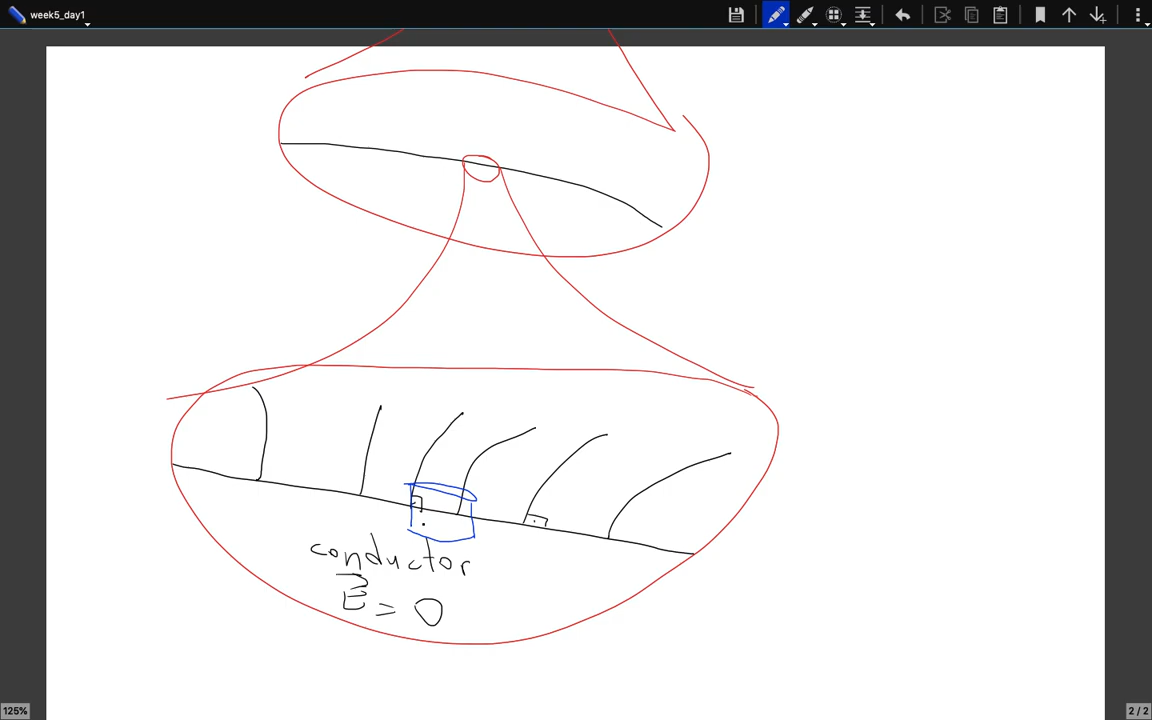 week5_day1
conductor
E = 0
125%
2 / 2